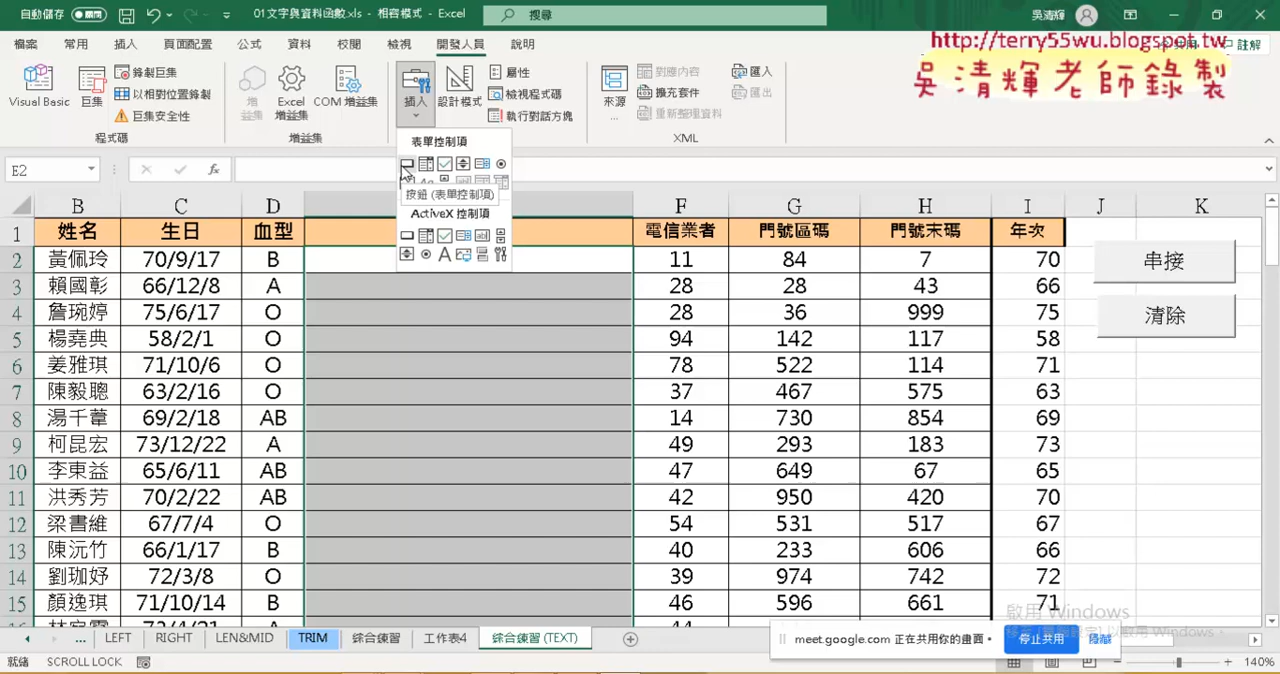 自動儲存 01文字與資料函數.xls - 相容模式 - Excel 搜尋 吳清輝
檔案 常用 插入 頁面配置 公式 資料 校閱 檢視 開發人員 說明 註解
http://terry55wu.blogspot.tw
吳清輝老師錄製
Visual Basic 巨集 錄製巨集 以相對位置錄製 巨集安全性 程式碼
增益集 Excel 增益集 COM 增益集 增益集
插入 設計模式 屬性 檢視程式碼 執行對話方塊
來源 對應內容 擴充套件 重新整理資料 匯入 匯出 XML
表單控制項
按鈕 (表單控制項)
ActiveX 控制項
E2 fx
B C D F G H I J K
1 姓名 生日 血型 電信業者 門號區碼 門號末碼 年次
2 黃佩玲 70/9/17 B 11 84 7 70
3 賴國彰 66/12/8 A 28 28 43 66
4 詹琬婷 75/6/17 O 28 36 999 75
5 楊堯典 58/2/1 O 94 142 117 58
6 姜雅琪 71/10/6 O 78 522 114 71
7 陳毅聰 63/2/16 O 37 467 575 63
8 湯千葦 69/2/18 AB 14 730 854 69
9 柯昆宏 73/12/22 A 49 293 183 73
10 李東益 65/6/11 AB 47 649 67 65
11 洪秀芳 70/2/22 AB 42 950 420 70
12 梁書維 67/7/4 O 54 531 517 67
13 陳沅竹 66/1/17 B 40 233 606 66
14 劉珈妤 72/3/8 O 39 974 742 72
15 顏逸琪 71/10/14 B 46 596 661 71
串接
清除
啟用 Windows
... LEFT RIGHT LEN&MID TRIM 綜合練習 工作表4 綜合練習 (TEXT)
meet.google.com 正在共用你的畫面。 停止共用 隱藏
就緒 SCROLL LOCK 140%